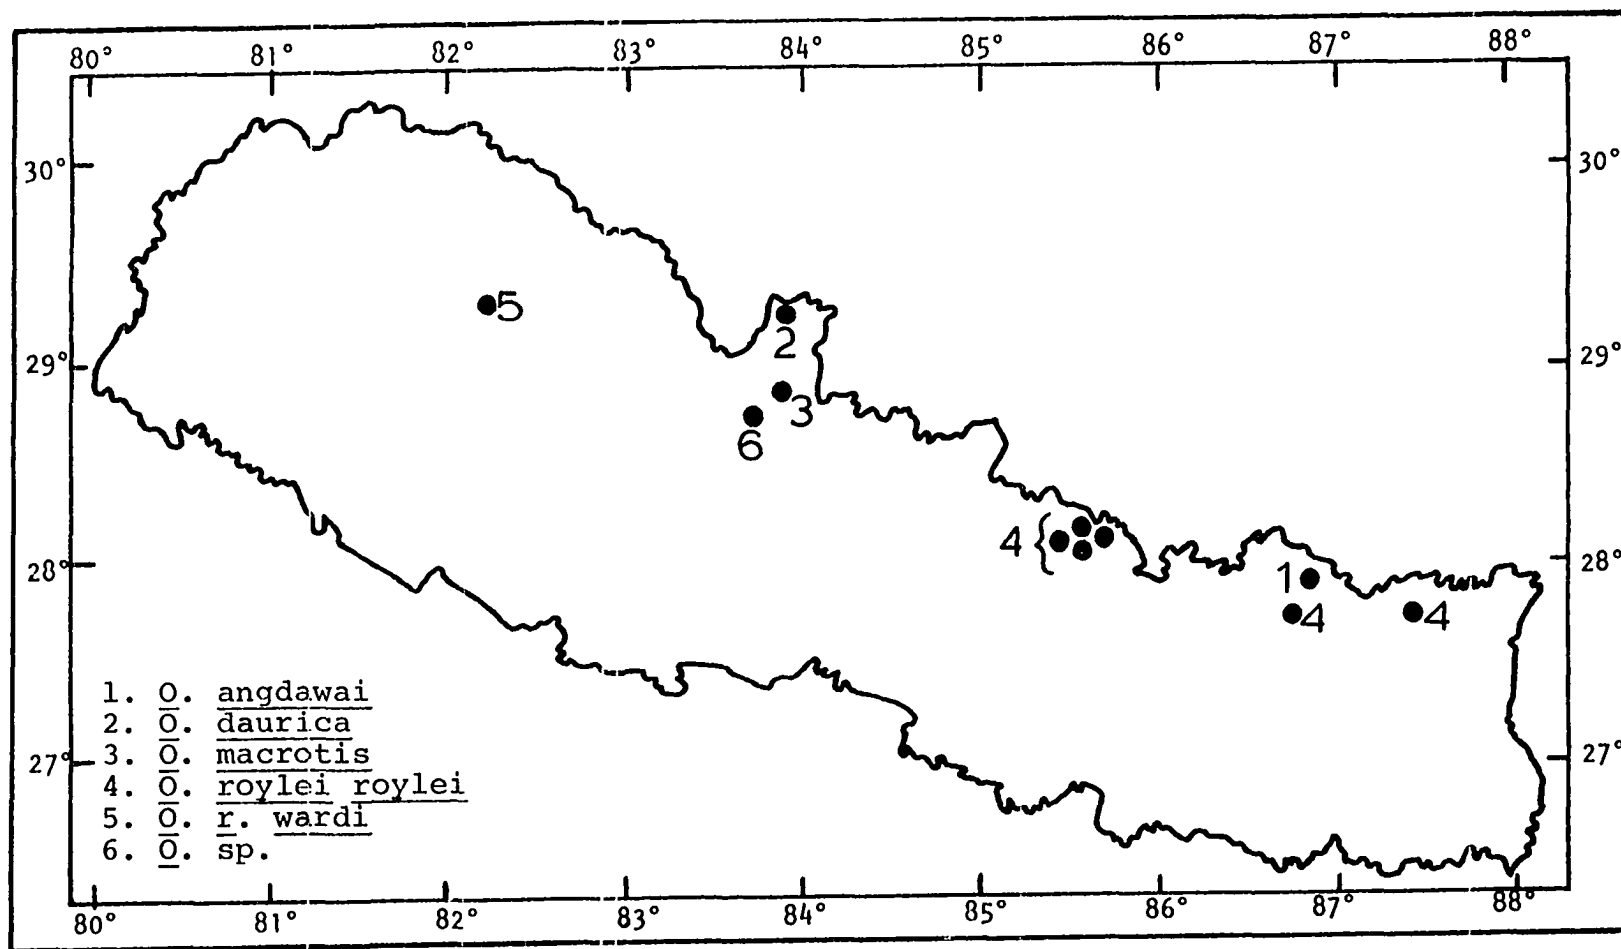 80° 81° 82° 83° 84° 85° 86° 87° 88°
30° 30°
5
2
29° 29°
3
6
4
28° 28°
1
4 4
1. O. angdawai
2. O. daurica
3. O. macrotis
27° 27°
4. O. roylei roylei
5. O. r. wardi
6. O. sp.
80° 81° 82° 83° 84° 85° 86° 87° 88°